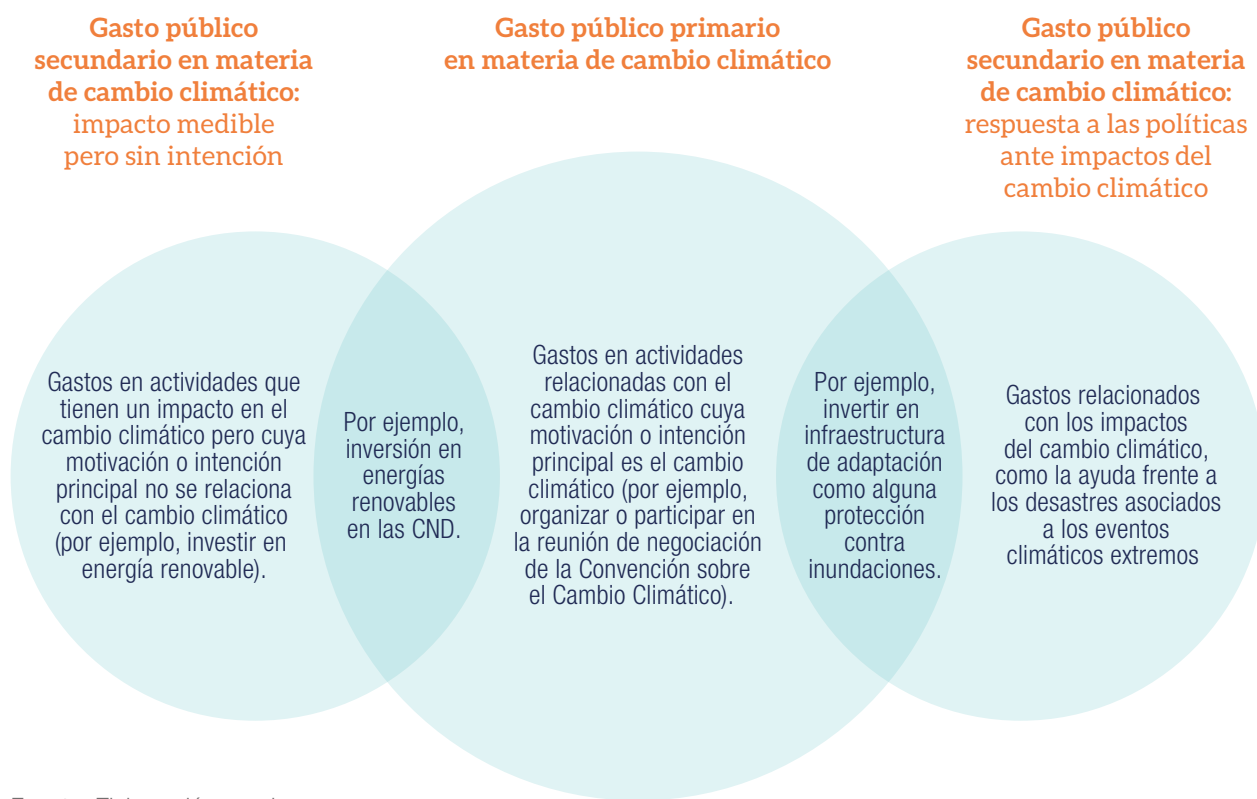 Gasto público
secundario en materia
de cambio climático:
impacto medible
pero sin intención
Gasto público primario
en materia de cambio climático
Gasto público
secundario en materia
de cambio climático:
respuesta a las políticas
ante impactos del
cambio climático
Gastos en actividades que
tienen un impacto en el
cambio climático pero cuya
motivación o intención
principal no se relaciona
con el cambio climático
(por ejemplo, investir en
energía renovable).
Por ejemplo,
inversión en
energías
renovables
en las CND.
Gastos en actividades
relacionadas con el
cambio climático cuya
motivación o intención
principal es el cambio
climático (por ejemplo,
organizar o participar en
la reunión de negociación
de la Convención sobre
el Cambio Climático).
Por ejemplo,
invertir en
infraestructura
de adaptación
como alguna
protección
contra
inundaciones.
Gastos relacionados
con los impactos
del cambio climático,
como la ayuda frente a
los desastres asociados
a los eventos
climáticos extremos